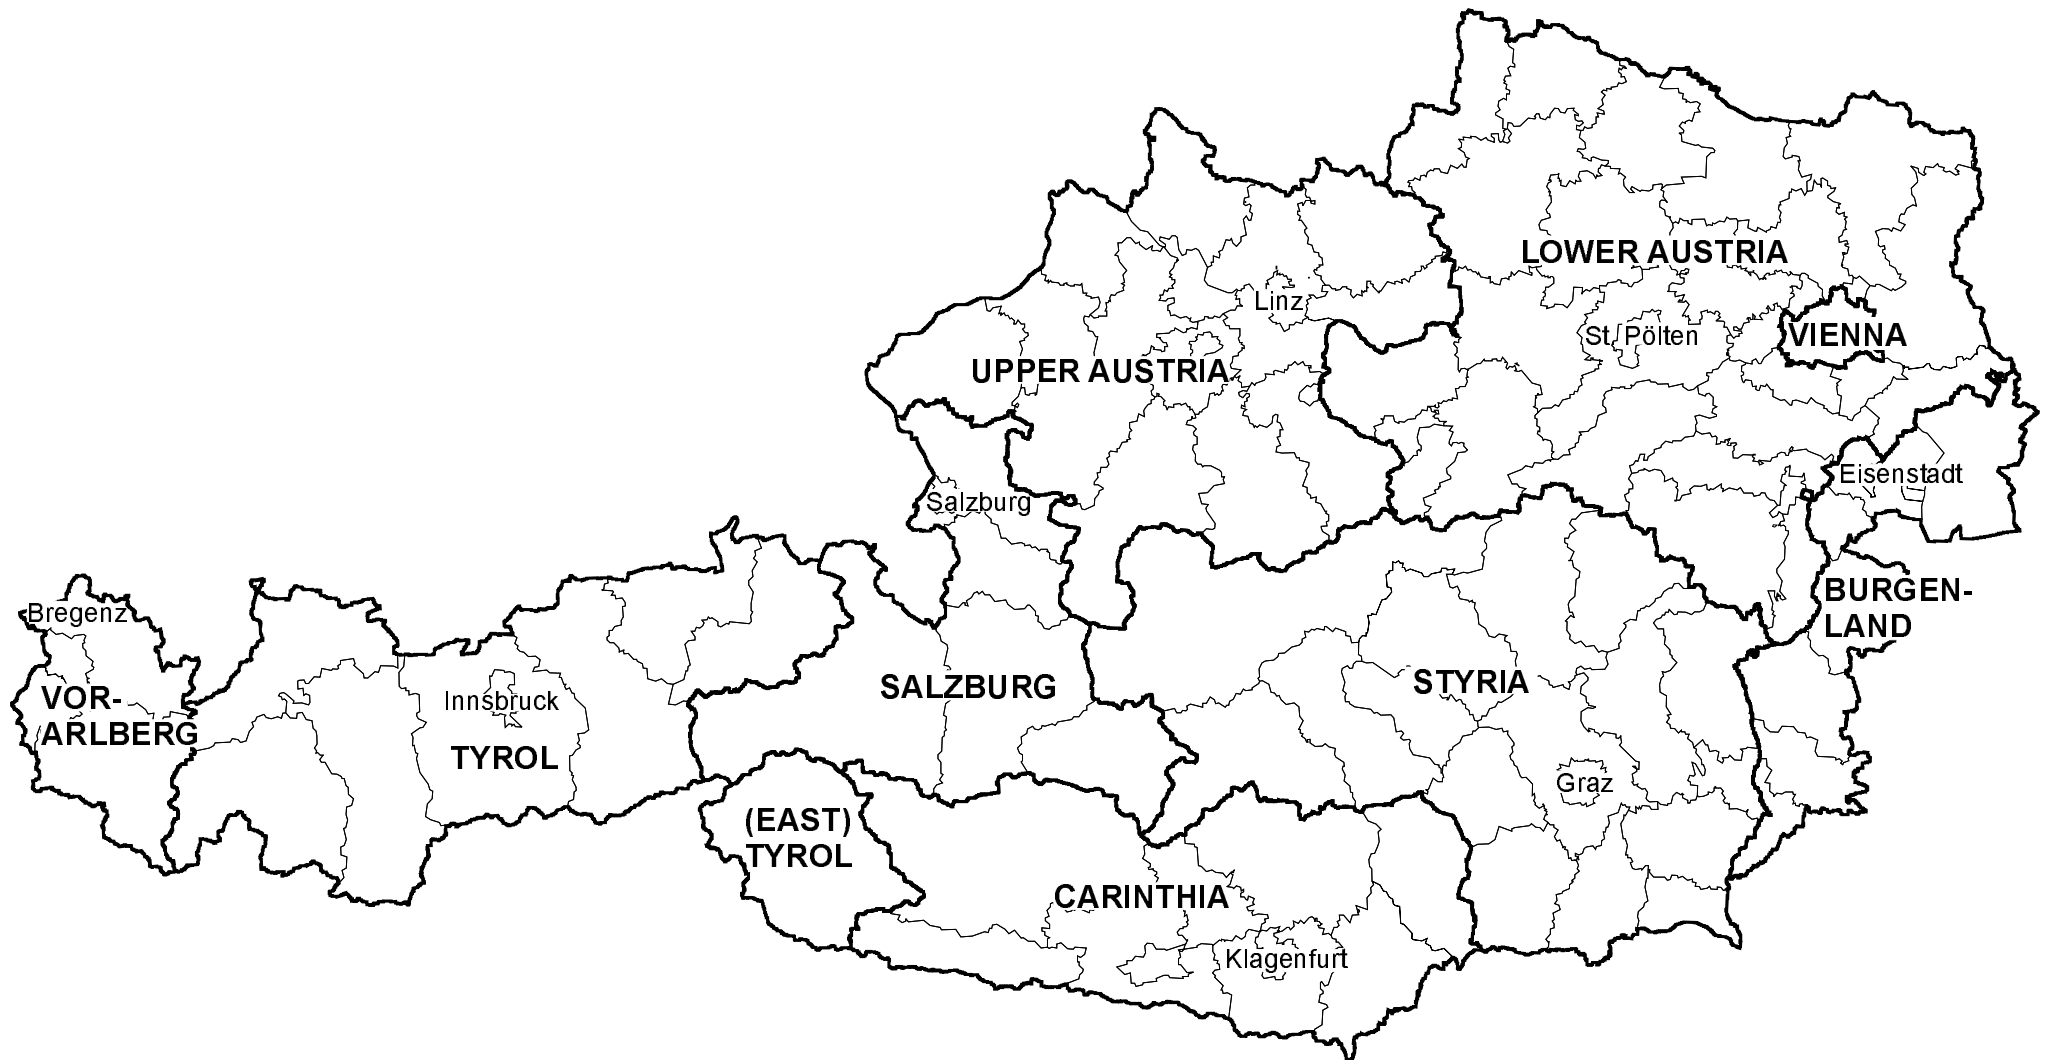 LOWER AUSTRIA
Linz
St. Pölten
VIENNA
UPPER AUSTRIA
Eisenstadt
Salzburg
BURGEN-
LAND
Bregenz
SALZBURG
STYRIA
VOR-
ARLBERG
Innsbruck
TYROL
Graz
(EAST)
TYROL
CARINTHIA
Klagenfurt